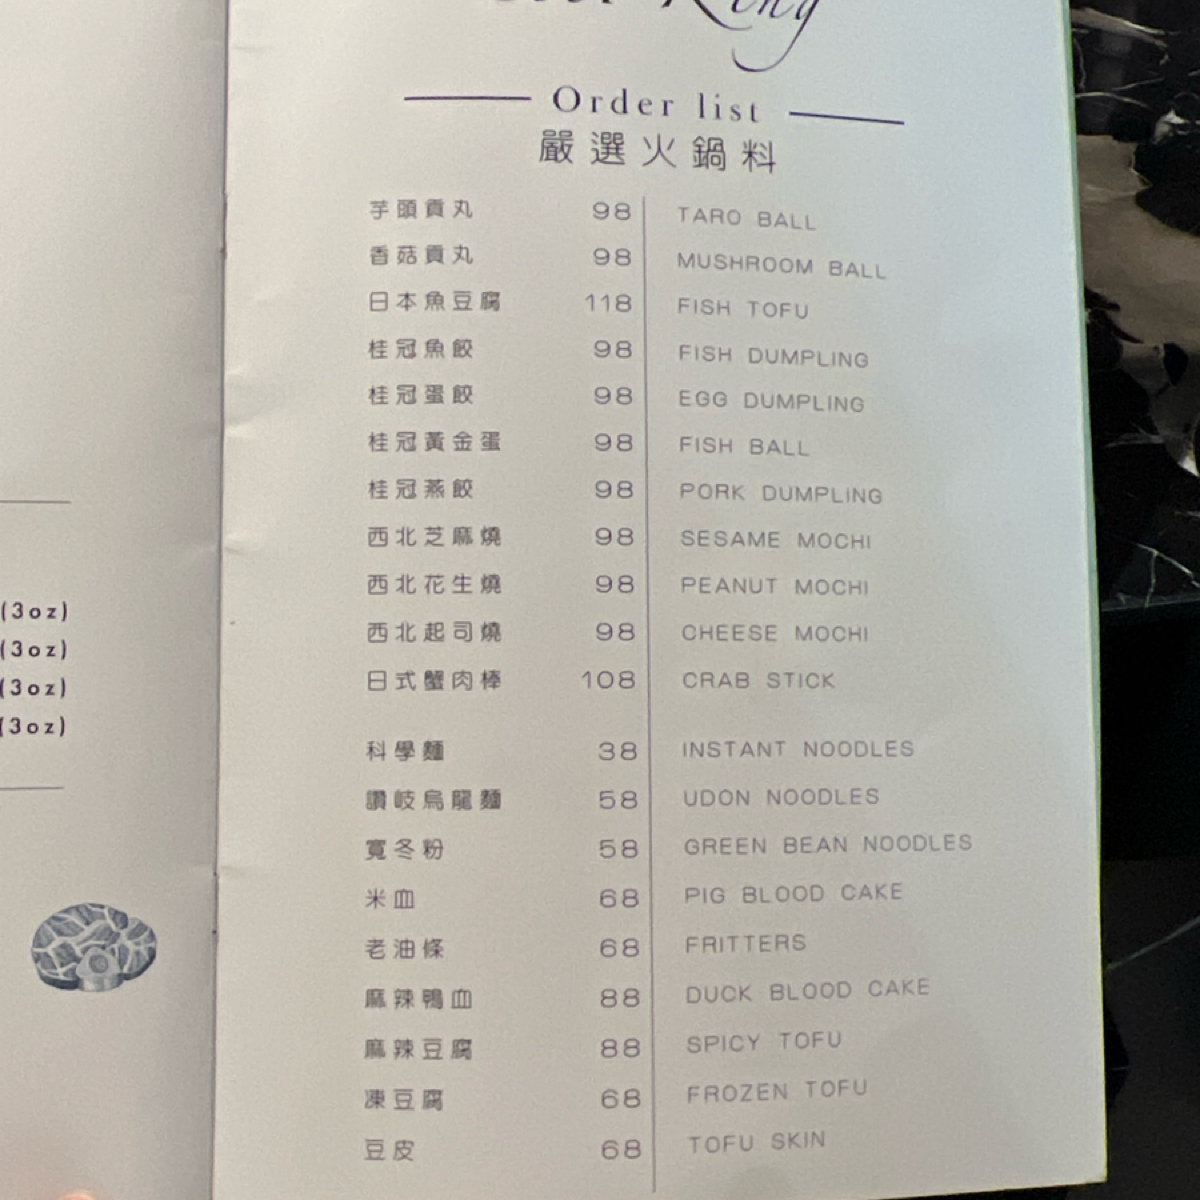 King
Order list
嚴選火鍋料
芋頭貢丸 98 TARO BALL
香菇貢丸 98 MUSHROOM BALL
日本魚豆腐 118 FISH TOFU
桂冠魚餃 98 FISH DUMPLING
桂冠蛋餃 98 EGG DUMPLING
桂冠黃金蛋 98 FISH BALL
桂冠燕餃 98 PORK DUMPLING
西北芝麻燒 98 SESAME MOCHI
西北花生燒 98 PEANUT MOCHI
西北起司燒 98 CHEESE MOCHI
日式蟹肉棒 108 CRAB STICK
科學麵 38 INSTANT NOODLES
讚岐烏龍麵 58 UDON NOODLES
寬冬粉 58 GREEN BEAN NOODLES
米血 68 PIG BLOOD CAKE
老油條 68 FRITTERS
麻辣鴨血 88 DUCK BLOOD CAKE
麻辣豆腐 88 SPICY TOFU
凍豆腐 68 FROZEN TOFU
豆皮 68 TOFU SKIN
(3oz)
(3oz)
(3oz)
(3oz)